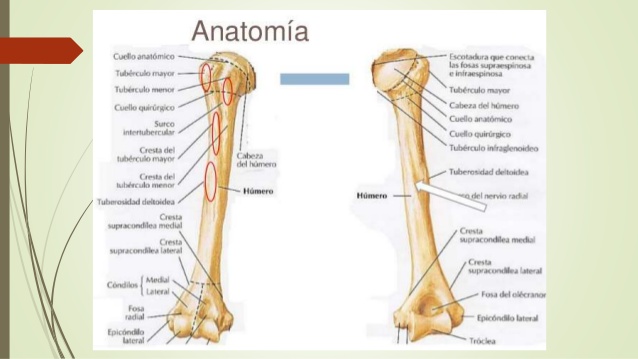 Anatomía
Cuello anatómico
Tubérculo mayor
Tubérculo menor
Cuello quirúrgico
Surco
intertubercular
Cresta del
tubérculo mayor
Cresta del
tubérculo menor
Tuberosidad deltoidea
Cresta
supracondílea medial
Cresta
supracondílea lateral
Cóndilos
Medial
Lateral
Fosa
radial
Epicóndilo
lateral
Cabeza
del húmero
Húmero
Escotadura que conecta
las fosas supraespinosa
e infraespinosa
Tubérculo mayor
Cabeza del húmero
Cuello anatómico
Cuello quirúrgico
Tubérculo infraglenoideo
Tuberosidad deltoidea
del nervio radial
Húmero
Cresta
supracondílea medial
Cresta
supracondílea lateral
Fosa del olécranon
Epicóndilo lateral
Tróclea